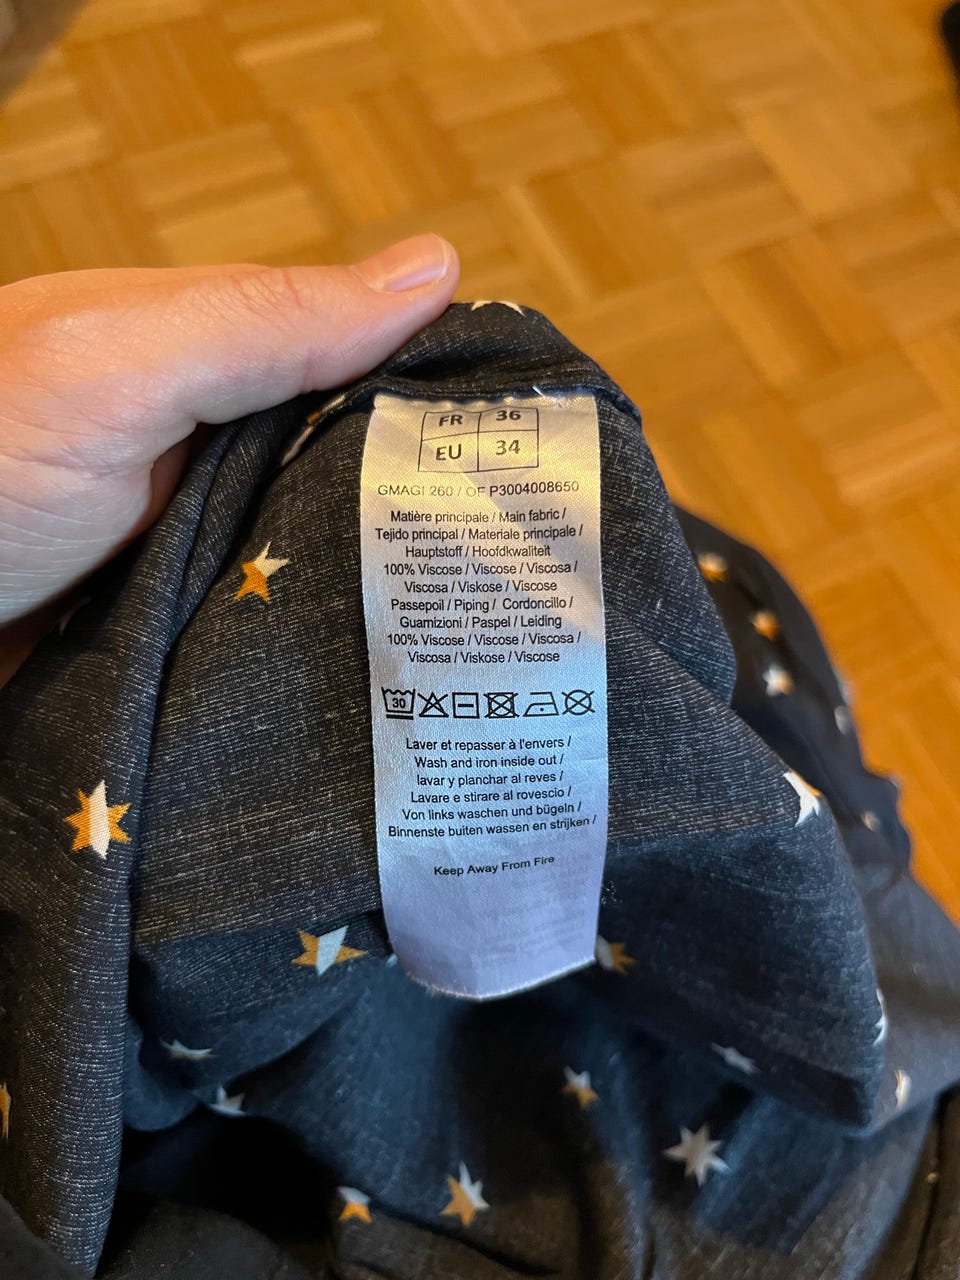 FR 36
EU 34
GMAGI 260 / OF P3004008650
Matière principale / Main fabric /
Tejido principal / Materiale principale /
Hauptstoff / Hoofdkwaliteit
100% Viscose / Viscose / Viscosa /
Viscosa / Viskose / Viscose
Passepoil / Piping / Cordoncillo /
Guarnizioni / Paspel / Leiding
100% Viscose / Viscose / Viscosa /
Viscosa / Viskose / Viscose
30
Laver et repasser à l'envers /
Wash and iron inside out /
lavar y planchar al reves /
Lavare e stirare al rovescio /
Von links waschen und bügeln /
Binnenste buiten wassen en strijken /
Keep Away From Fire